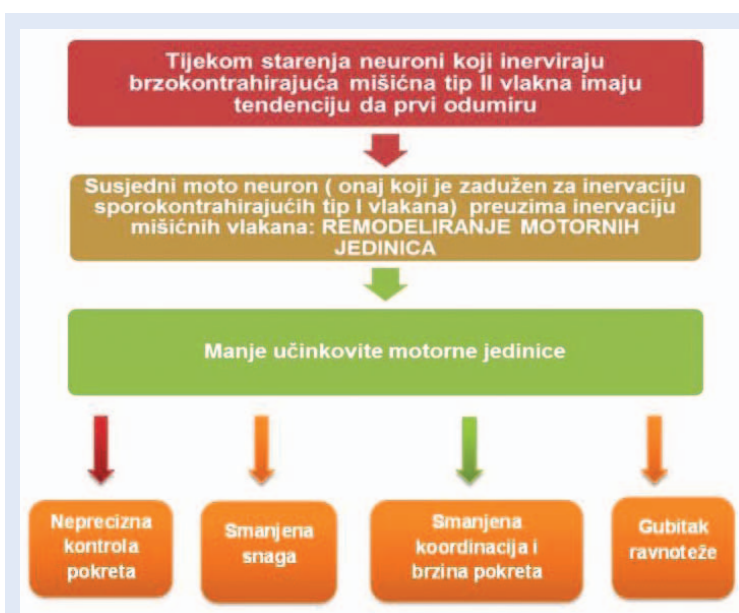 Tijekom starenja neuroni koji inerviraju
brzokontrahirajuća mišićna tip II vlakna imaju
tendenciju da prvi odumiru
Susjedni moto neuron ( onaj koji je zadužen za inervaciju
sporokontrahirajućih tip I vlakana) preuzima inervaciju
mišićnih vlakana: REMODELIRANJE MOTORNIH
JEDINICA
Manje učinkovite motorne jedinice
Neprecizna
kontrola
pokreta
Smanjena
snaga
Smanjena
koordinacija i
brzina pokreta
Gubitak
ravnoteže